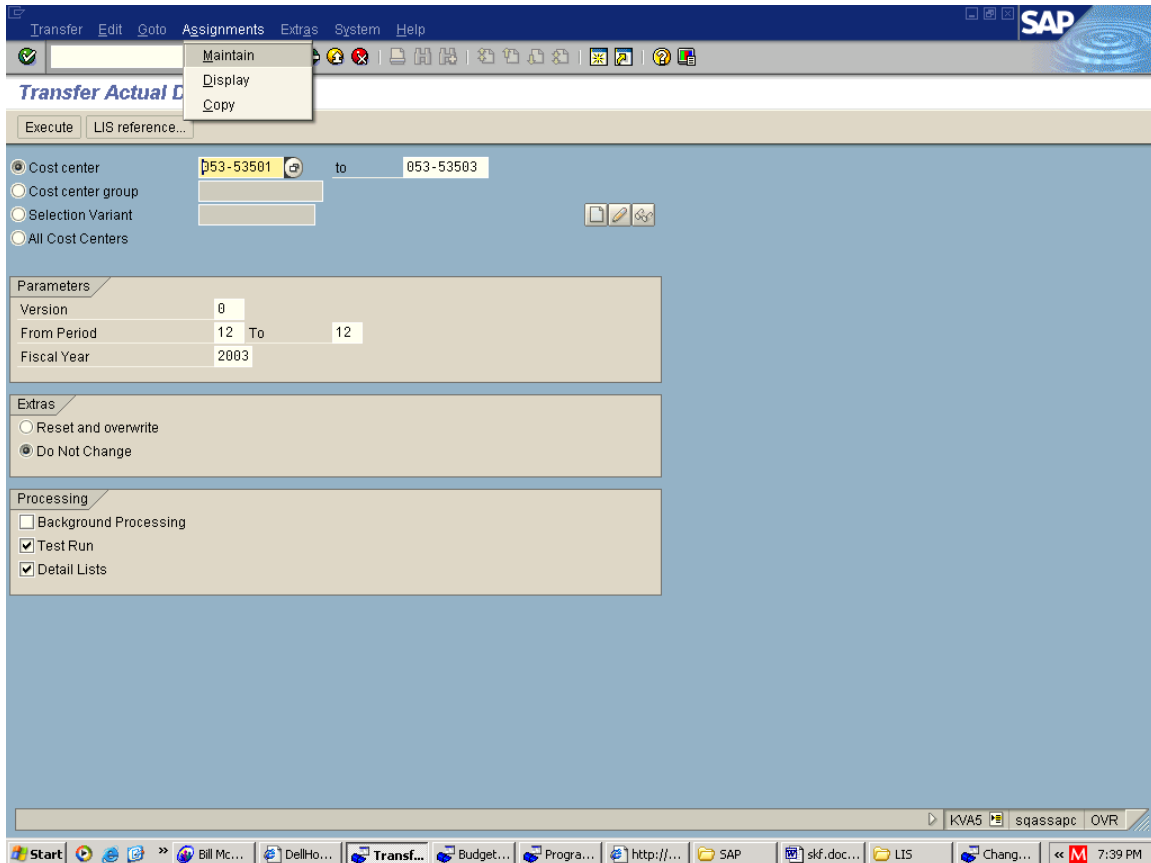 Transfer Edit Goto Assignments Extras System Help
SAP
Maintain
Display
Copy
Transfer Actual D
Execute LIS reference...
Cost center 053-53501 to 053-53503
Cost center group
Selection Variant
All Cost Centers
Parameters
Version 0
From Period 12 To 12
Fiscal Year 2003
Extras
Reset and overwrite
Do Not Change
Processing
Background Processing
Test Run
Detail Lists
KVA5 sqassapc OVR
Start » Bill Mc... DellHo... Transf... Budget... Progra... http://... SAP skf.doc... LIS Chang... « M 7:39 PM